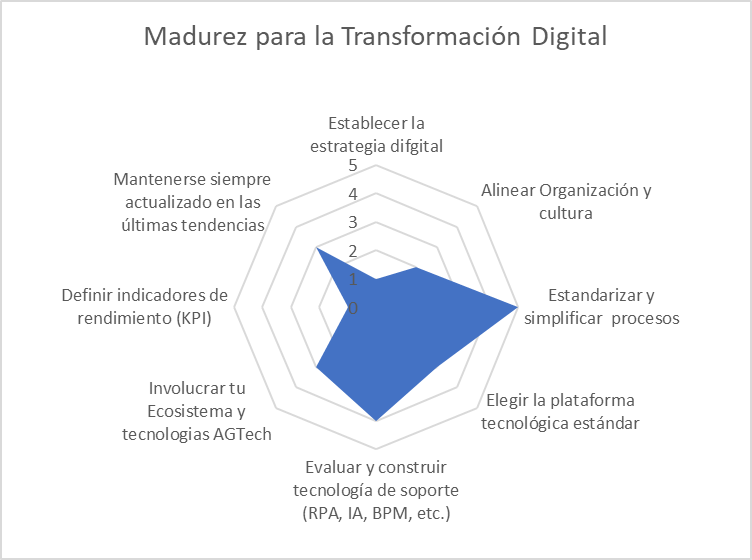 Madurez para la Transformación Digital
Establecer la
estrategia difgital
Alinear Organización y
cultura
Estandarizar y
simplificar procesos
Elegir la plataforma
tecnológica estándar
Evaluar y construir
tecnología de soporte
(RPA, IA, BPM, etc.)
Involucrar tu
Ecosistema y
tecnologias AGTech
Definir indicadores de
rendimiento (KPI)
Mantenerse siempre
actualizado en las
últimas tendencias
5
4
3
2
1
0